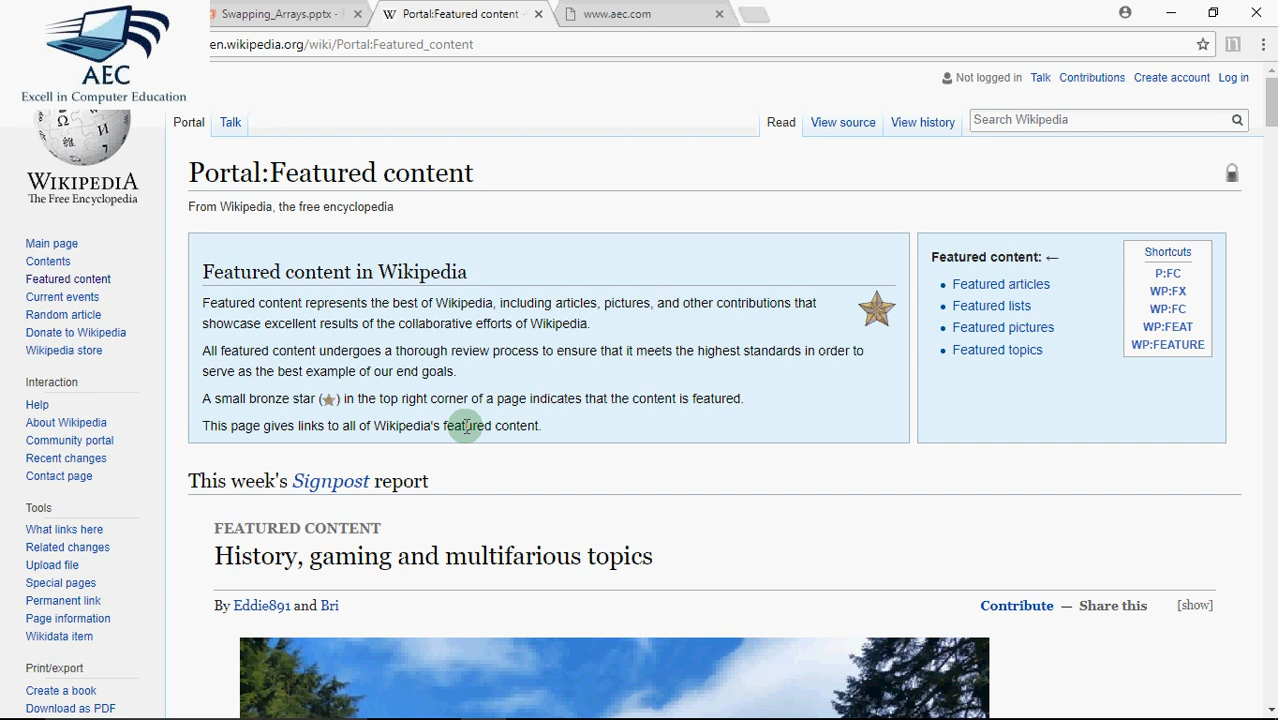 Swapping_Arrays.pptx -
Portal:Featured content -
www.aec.com
en.wikipedia.org/wiki/Portal:Featured_content
AEC
Excell in Computer Education
Not logged in Talk Contributions Create account Log in
Portal Talk Read View source View history Search Wikipedia
WIKIPEDIA
The Free Encyclopedia
Main page
Contents
Featured content
Current events
Random article
Donate to Wikipedia
Wikipedia store
Interaction
Help
About Wikipedia
Community portal
Recent changes
Contact page
Tools
What links here
Related changes
Upload file
Special pages
Permanent link
Page information
Wikidata item
Print/export
Create a book
Download as PDF
Portal:Featured content
From Wikipedia, the free encyclopedia
Featured content in Wikipedia
Featured content represents the best of Wikipedia, including articles, pictures, and other contributions that
showcase excellent results of the collaborative efforts of Wikipedia.
All featured content undergoes a thorough review process to ensure that it meets the highest standards in order to
serve as the best example of our end goals.
A small bronze star ( ) in the top right corner of a page indicates that the content is featured.
This page gives links to all of Wikipedia's featured content.
Featured content: ←
Featured articles
Featured lists
Featured pictures
Featured topics
Shortcuts
P:FC
WP:FX
WP:FC
WP:FEAT
WP:FEATURE
This week's Signpost report
FEATURED CONTENT
History, gaming and multifarious topics
By Eddie891 and Bri
Contribute — Share this [show]